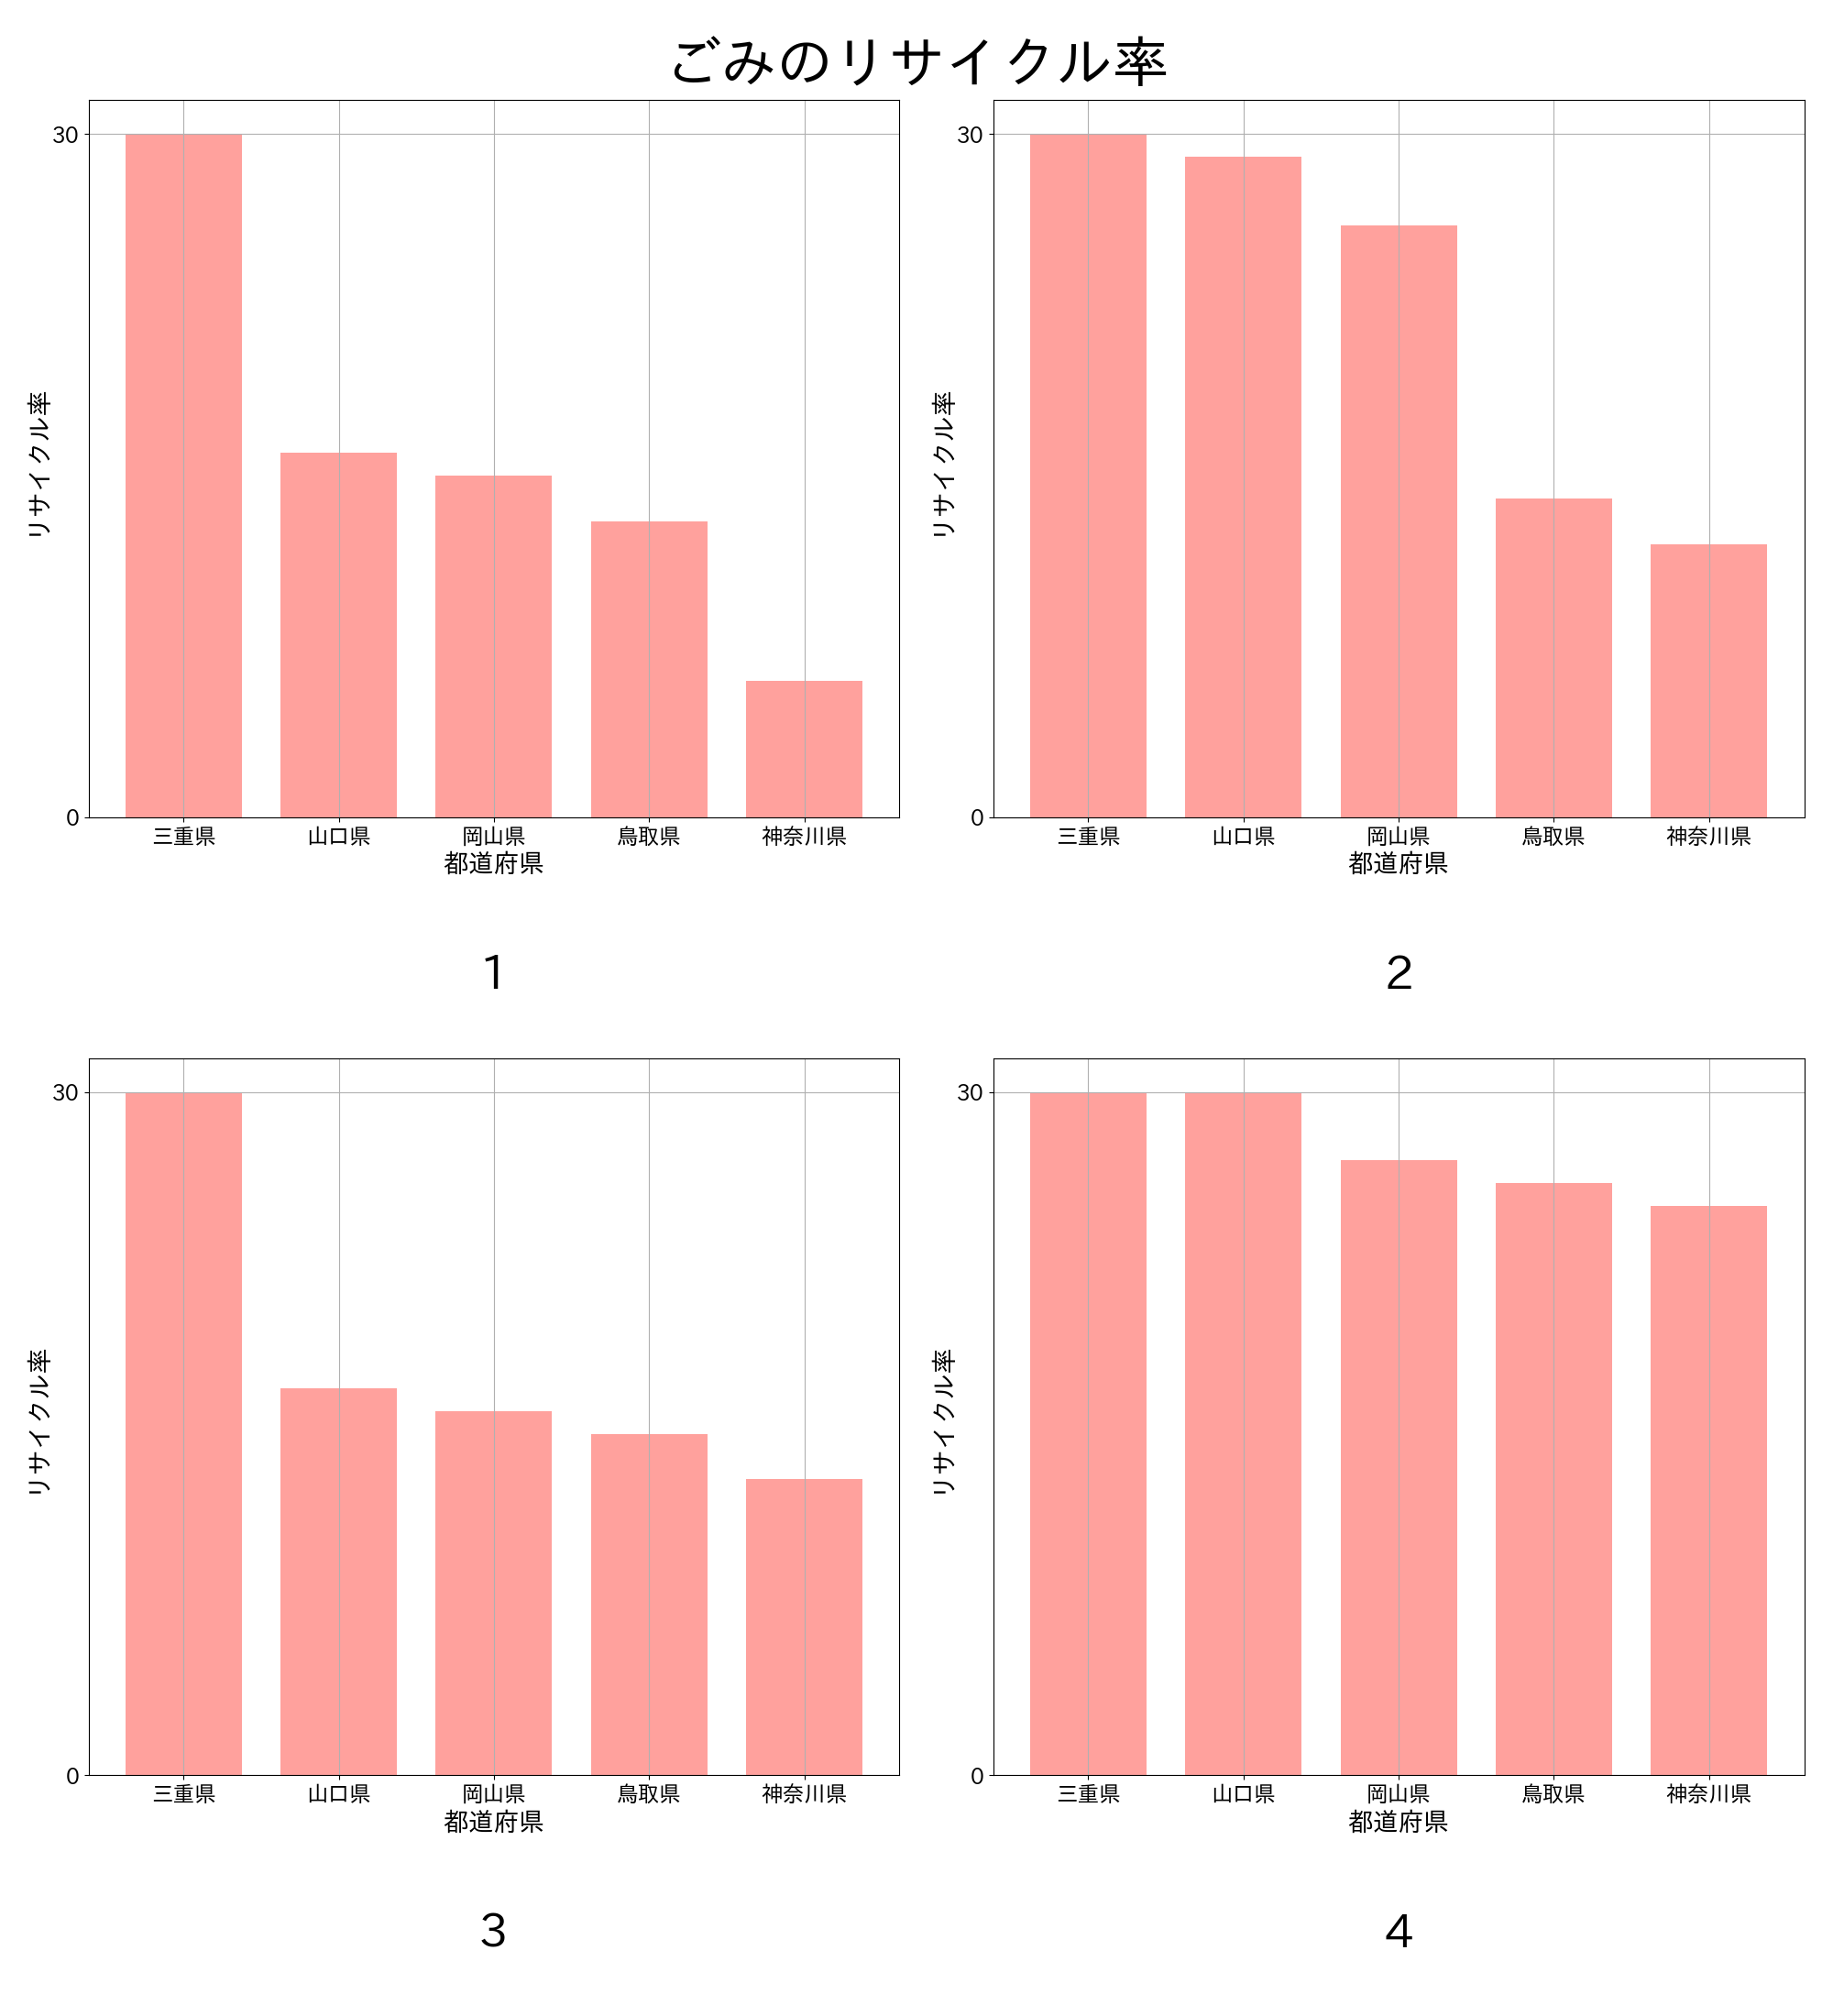 ごみのリサイクル率
30
0
リサイクル率
三重県 山口県 岡山県 鳥取県 神奈川県
都道府県
1
30
0
リサイクル率
三重県 山口県 岡山県 鳥取県 神奈川県
都道府県
2
30
0
リサイクル率
三重県 山口県 岡山県 鳥取県 神奈川県
都道府県
3
30
0
リサイクル率
三重県 山口県 岡山県 鳥取県 神奈川県
都道府県
4